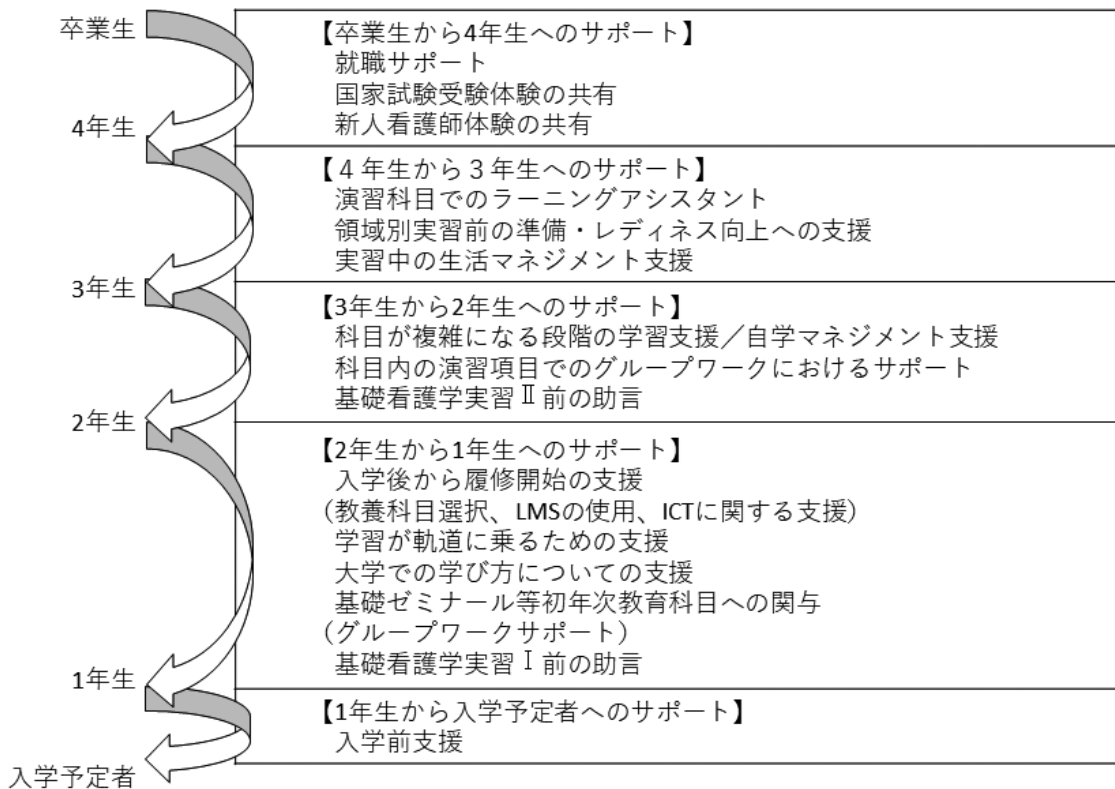 卒業生
【卒業生から4年生へのサポート】
就職サポート
国家試験受験体験の共有
新人看護師体験の共有
4年生
【４年生から３年生へのサポート】
演習科目でのラーニングアシスタント
領域別実習前の準備・レディネス向上への支援
実習中の生活マネジメント支援
3年生
【3年生から2年生へのサポート】
科目が複雑になる段階の学習支援／自学マネジメント支援
科目内の演習項目でのグループワークにおけるサポート
基礎看護学実習Ⅱ前の助言
2年生
【2年生から1年生へのサポート】
入学後から履修開始の支援
（教養科目選択、LMSの使用、ICTに関する支援）
学習が軌道に乗るための支援
大学での学び方についての支援
基礎ゼミナール等初年次教育科目への関与
（グループワークサポート）
基礎看護学実習Ⅰ前の助言
1年生
【1年生から入学予定者へのサポート】
入学前支援
入学予定者